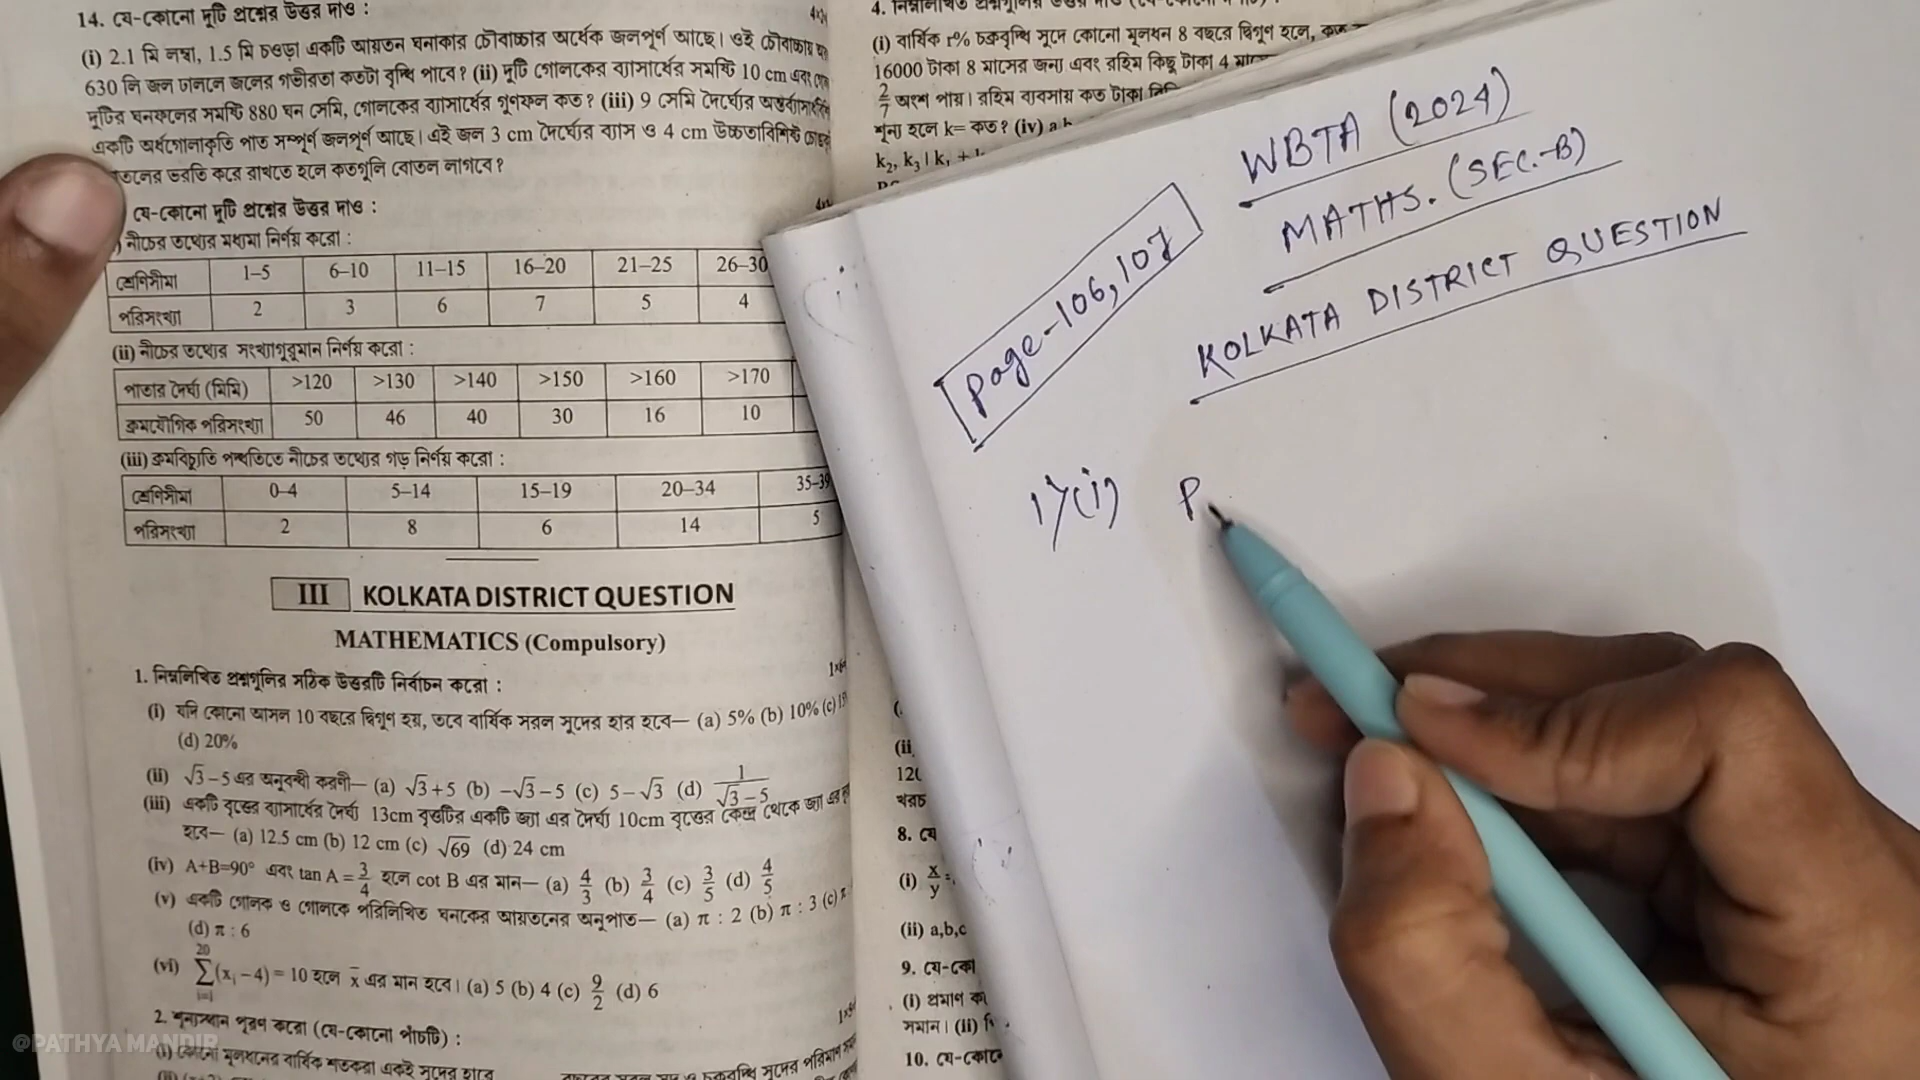 14. যে-কোনো দুটি প্রশ্নের উত্তর দাও :
(i) 2.1 মি লম্বা, 1.5 মি চওড়া একটি আয়তন ঘনাকার চৌবাচ্চার অর্ধেক জলপূর্ণ আছে। ওই চৌবাচ্চায়
630 লি জল ঢাললে জলের গভীরতা কতটা বৃদ্ধি পাবে? (ii) দুটি গোলকের ব্যাসার্ধের সমষ্টি 10 cm এবং
দুটির ঘনফলের সমষ্টি 880 ঘন সেমি, গোলকের ব্যাসার্ধের গুণফল কত? (iii) 9 সেমি দৈর্ঘ্যের
একটি অর্ধগোলাকৃতি পাত্র সম্পূর্ণ জলপূর্ণ আছে। এই জল 3 cm দৈর্ঘ্যের ব্যাস ও 4 cm উচ্চতাবিশিষ্ট
ভরতি করে রাখতে হলে কতগুলি বোতল লাগবে?
যে-কোনো দুটি প্রশ্নের উত্তর দাও :
নীচের তথ্যের মধ্যমা নির্ণয় করো :
শ্রেণিসীমা 1–5 6–10 11–15 16–20 21–25 26–30
পরিসংখ্যা 2 3 6 7 5 4
(ii) নীচের তথ্যের সংখ্যাগুরুমান নির্ণয় করো :
পাতার দৈর্ঘ্য (মিমি) >120 >130 >140 >150 >160 >170
ক্রমযৌগিক পরিসংখ্যা 50 46 40 30 16 10
(iii) ক্রমবিচ্যুতি পদ্ধতিতে নীচের তথ্যের গড় নির্ণয় করো :
শ্রেণিসীমা 0–4 5–14 15–19 20–34 35–39
পরিসংখ্যা 2 8 6 14 5
III KOLKATA DISTRICT QUESTION
MATHEMATICS (Compulsory)
1. নিম্নলিখিত প্রশ্নগুলির সঠিক উত্তরটি নির্বাচন করো :
(i) যদি কোনো আসল 10 বছরে দ্বিগুণ হয়, তবে বার্ষিক সরল সুদের হার হবে— (a) 5% (b) 10% (c)
(d) 20%
(ii) √3 – 5 এর অনুবন্ধী করণী— (a) √3 + 5 (b) –√3 – 5 (c) 5 – √3 (d) 1/(√3 – 5)
(iii) একটি বৃত্তের ব্যাসার্ধের দৈর্ঘ্য 13cm বৃত্তটির একটি জ্যা এর দৈর্ঘ্য 10cm বৃত্তের কেন্দ্র থেকে জ্যা এর
হবে— (a) 12.5 cm (b) 12 cm (c) √69 (d) 24 cm
(iv) A+B=90° এবং tan A = 3/4 হলে cot B এর মান— (a) 4/3 (b) 3/4 (c) 3/5 (d) 4/5
(v) একটি গোলক ও গোলকে পরিলিখিত ঘনকের আয়তনের অনুপাত— (a) π : 2 (b) π : 3 (c)
(d) π : 6
(vi) 20 ∑ i=1 (xi – 4) = 10 হলে x̄ এর মান হবে। (a) 5 (b) 4 (c) 9/2 (d) 6
2. শূন্যস্থান পূরণ করো (যে-কোনো পাঁচটি) :
@PATHYA MANDIR
(i) বার্ষিক r% চক্রবৃদ্ধি সুদে কোনো মূলধন 8 বছরে দ্বিগুণ হলে,
16000 টাকা 8 মাসের জন্য এবং রহিম কিছু টাকা 4
2/7 অংশ পায়। রহিম ব্যবসায় কত টাকা
শূন্য হলে k= কত? (iv) a
k2, k3
8. যে
(i) x/y =
(ii) a,b,c
9. যে-কো
(i) প্রমাণ
সমান। (ii)
10. যে-কোনো
WBTA (2024)
MATHS. (SEC.-B)
KOLKATA DISTRICT QUESTION
Page-106,107
1)(i) P